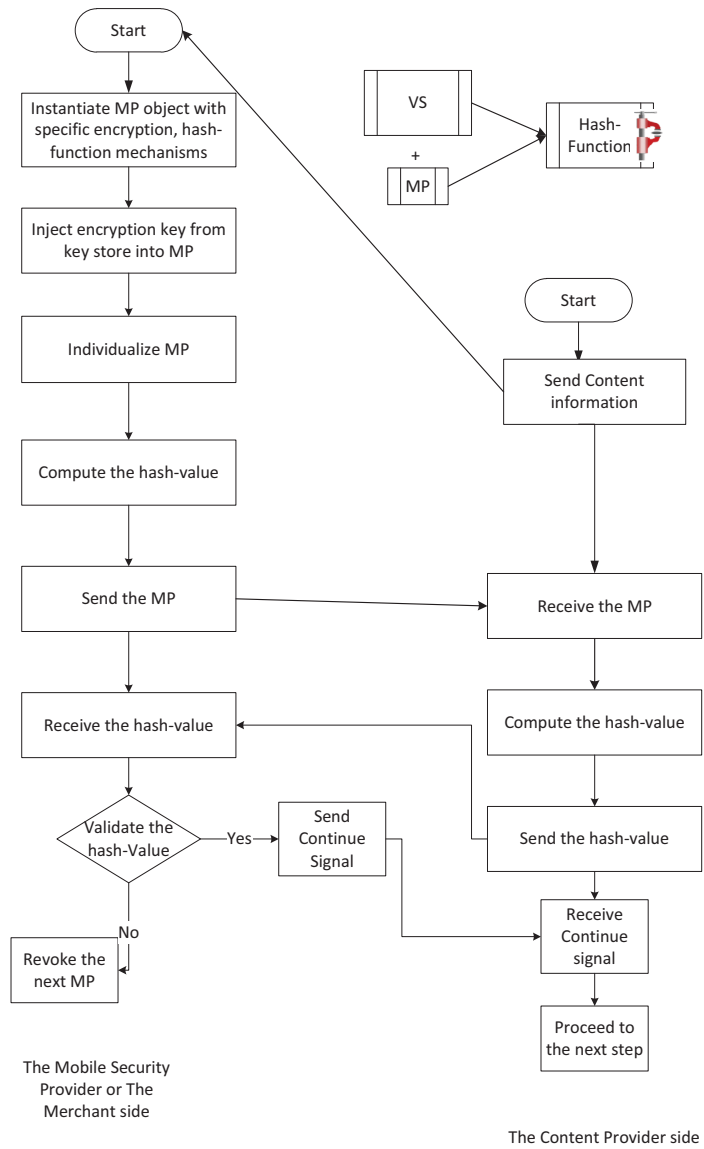 Start
Instantiate MP object with
specific encryption, hash-
function mechanisms
Inject encryption key from
key store into MP
Individualize MP
Compute the hash-value
Send the MP
Receive the hash-value
Validate the
hash-Value
Yes
Send
Continue
Signal
No
Revoke the
next MP
The Mobile Security
Provider or The
Merchant side
VS
+
MP
Hash-
Function
Start
Send Content
information
Receive the MP
Compute the hash-value
Send the hash-value
Receive
Continue
signal
Proceed to
the next step
The Content Provider side